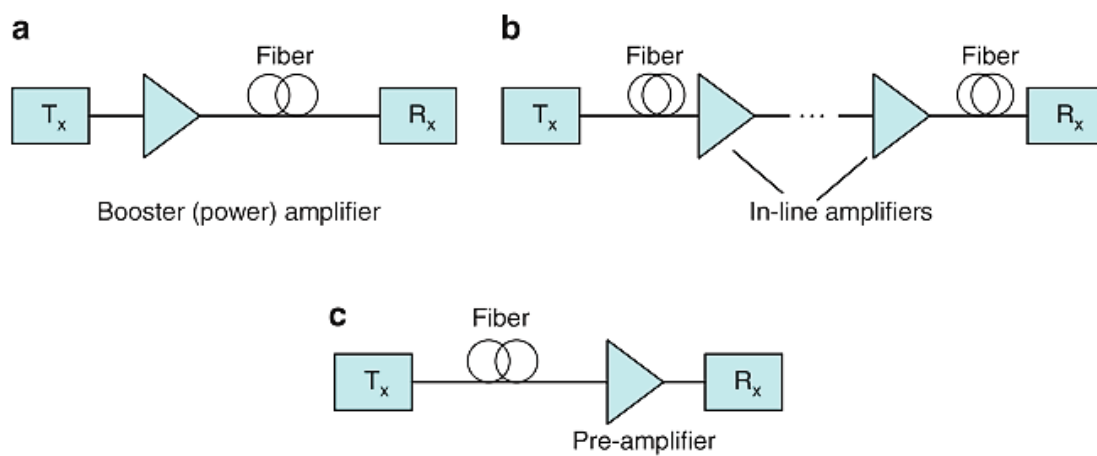 a
Fiber
Tx
Rx
Booster (power) amplifier
b
Fiber
Fiber
Tx
...
Rx
In-line amplifiers
c
Fiber
Tx
Rx
Pre-amplifier